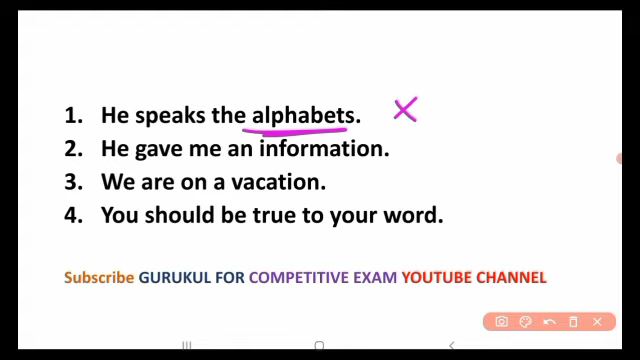 1. He speaks the alphabets.
2. He gave me an information.
3. We are on a vacation.
4. You should be true to your word.
Subscribe GURUKUL FOR COMPETITIVE EXAM YOUTUBE CHANNEL